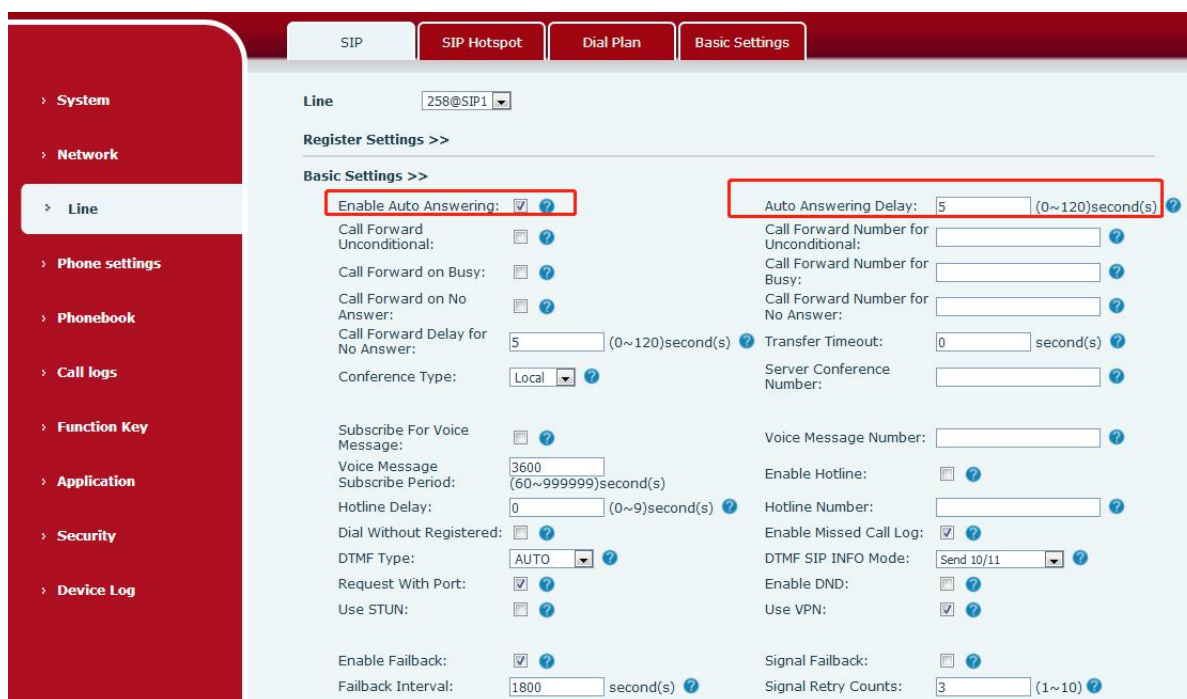 SIP
SIP Hotspot
Dial Plan
Basic Settings
› System
› Network
› Line
› Phone settings
› Phonebook
› Call logs
› Function Key
› Application
› Security
› Device Log
Line 258@SIP1
Register Settings >>
Basic Settings >>
Enable Auto Answering: Auto Answering Delay: 5 (0~120)second(s)
Call Forward
Unconditional:
Call Forward Number for
Unconditional:
Call Forward on Busy:
Call Forward Number for
Busy:
Call Forward on No
Answer:
Call Forward Number for
No Answer:
Call Forward Delay for
No Answer: 5 (0~120)second(s)
Transfer Timeout: 0 second(s)
Conference Type: Local
Server Conference
Number:
Subscribe For Voice
Message:
Voice Message Number:
Voice Message
Subscribe Period: 3600
(60~999999)second(s)
Enable Hotline:
Hotline Delay: 0 (0~9)second(s) Hotline Number:
Dial Without Registered: Enable Missed Call Log:
DTMF Type: AUTO DTMF SIP INFO Mode: Send 10/11
Request With Port: Enable DND:
Use STUN: Use VPN:
Enable Failback: Signal Failback:
Failback Interval: 1800 second(s) Signal Retry Counts: 3 (1~10)